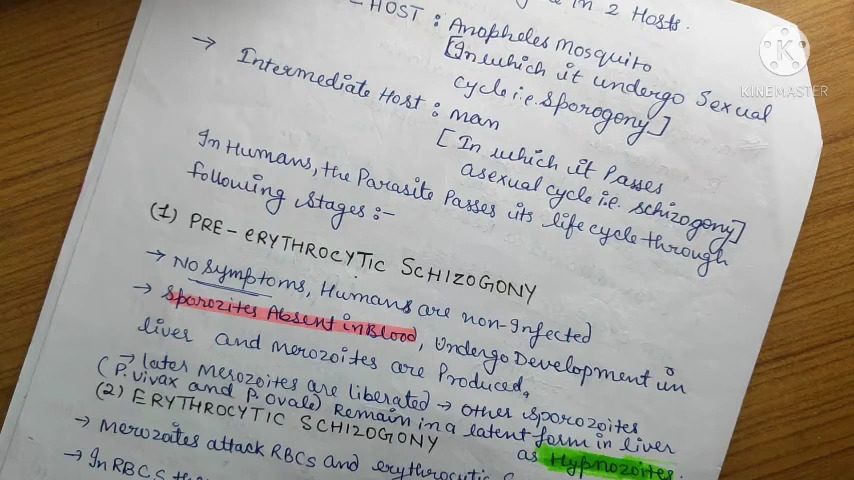 in 2 Hosts.
- HOST : Anopheles Mosquito
[In which it undergo Sexual
cycle i.e. Sporogony]
→ Intermediate Host : man
[In which it Passes
asexual cycle i.e. schizogony]
In Humans, the Parasite Passes its life cycle through
following stages :-
(1) PRE-eRYTHROCYTIC SCHIZOGONY
→ No symptoms, Humans are non-Infected
→ Sporozites Absent in Blood, Undergo Development in
liver and merozoites are Produced,
→ later merozoites are liberated → other sporozoites
(P. vivax and P. ovale) Remain in a latent form in liver
as Hypnozoites.
(2) ERYTHROCYTIC SCHIZOGONY
→ merozates attack RBCs and erythrocytic
→ In RBCS
KINEMASTER